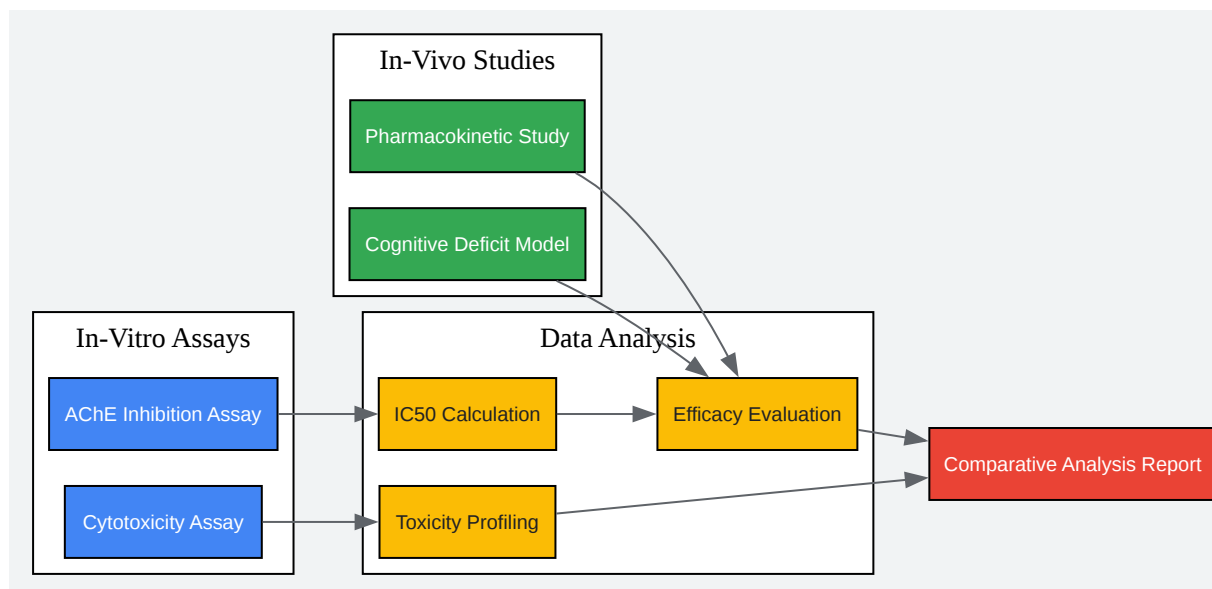 In-Vivo Studies
Pharmacokinetic Study
Cognitive Deficit Model
In-Vitro Assays
AChE Inhibition Assay
Cytotoxicity Assay
Data Analysis
IC50 Calculation
Efficacy Evaluation
Toxicity Profiling
Comparative Analysis Report